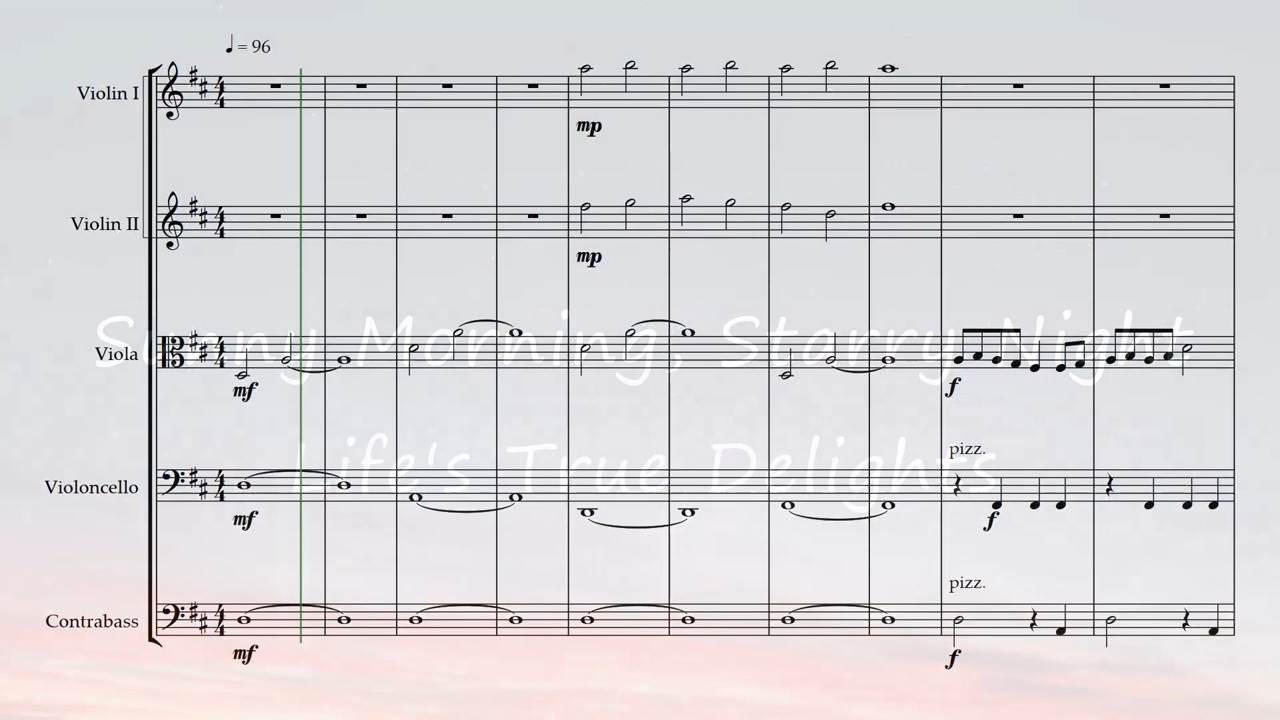 ♩ = 96
Violin I
mp
Violin II
mp
Sunny Morning, Starry Night
Viola
mf
f
Life's True Delights
pizz.
Violoncello
mf
f
pizz.
Contrabass
mf
f